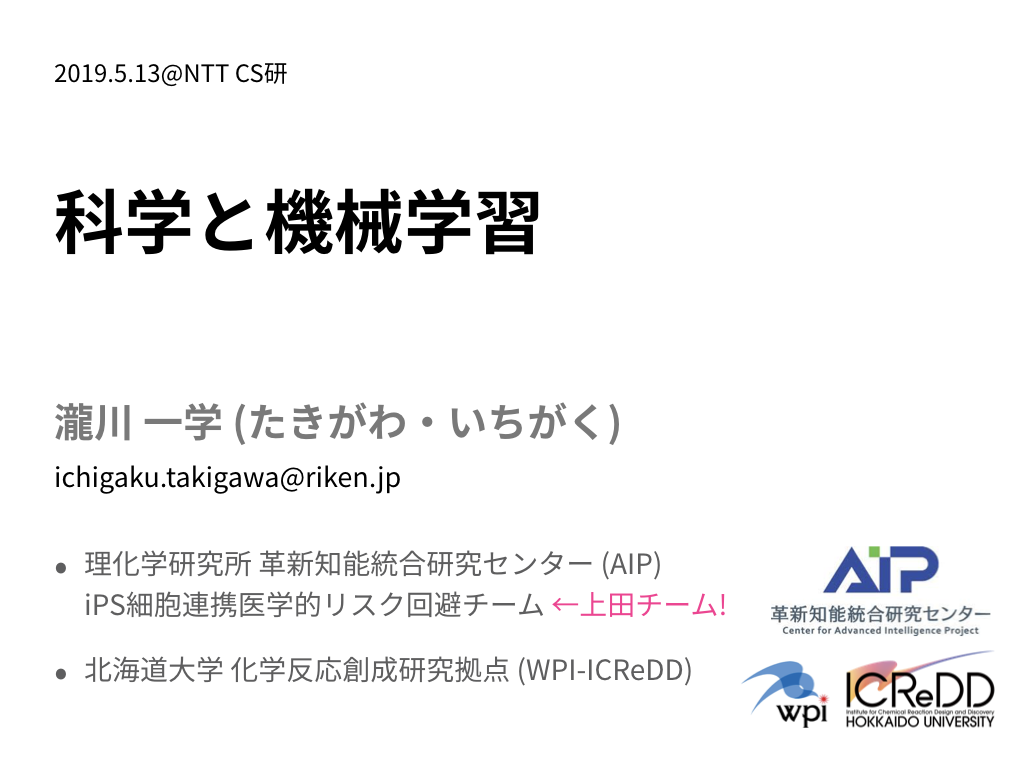 2019.5.13@NTT CS研
科学と機械学習
瀧川 一学 (たきがわ・いちがく)
ichigaku.takigawa@riken.jp
• 理化学研究所 革新知能統合研究センター (AIP)
iPS細胞連携医学的リスク回避チーム ←上田チーム!
• 北海道大学 化学反応創成研究拠点 (WPI-ICReDD)
AIP
革新知能統合研究センター
Center for Advanced Intelligence Project
wpi
ICReDD
Institute for Chemical Reaction Design and Discovery
HOKKAIDO UNIVERSITY